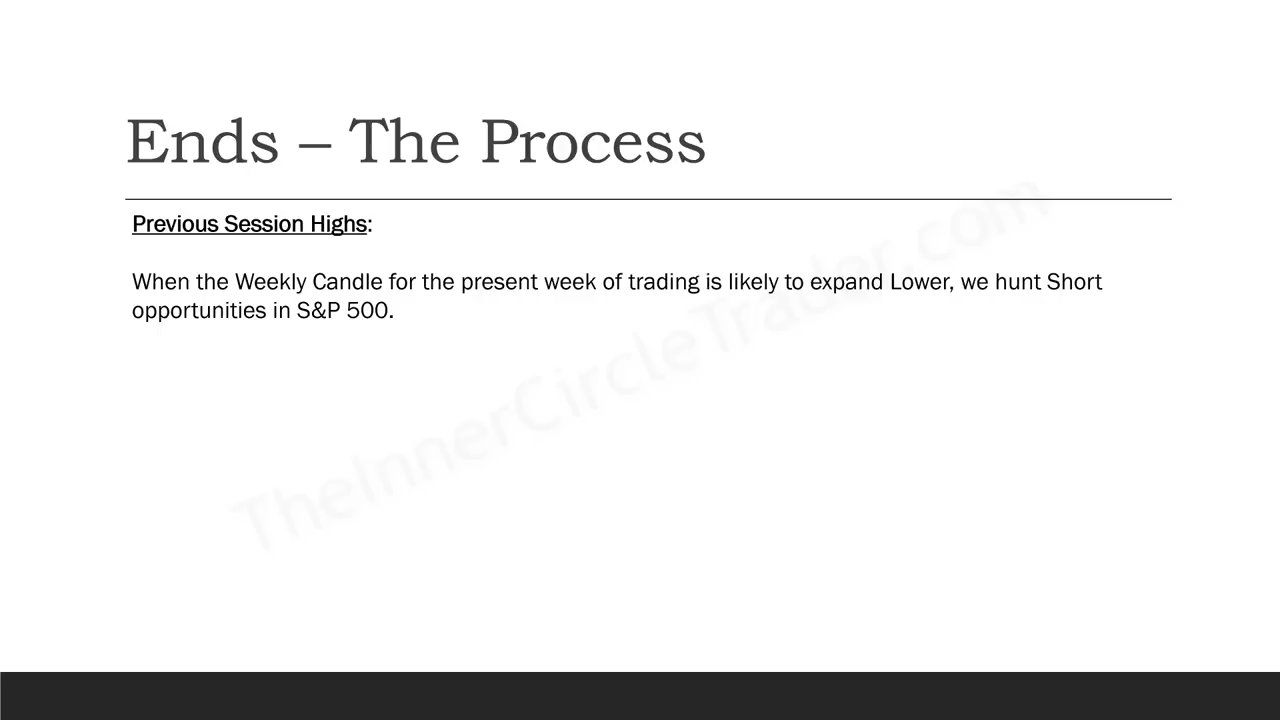 Ends – The Process
Previous Session Highs:
When the Weekly Candle for the present week of trading is likely to expand Lower, we hunt Short
opportunities in S&P 500.
TheInnerCircleTrader.com